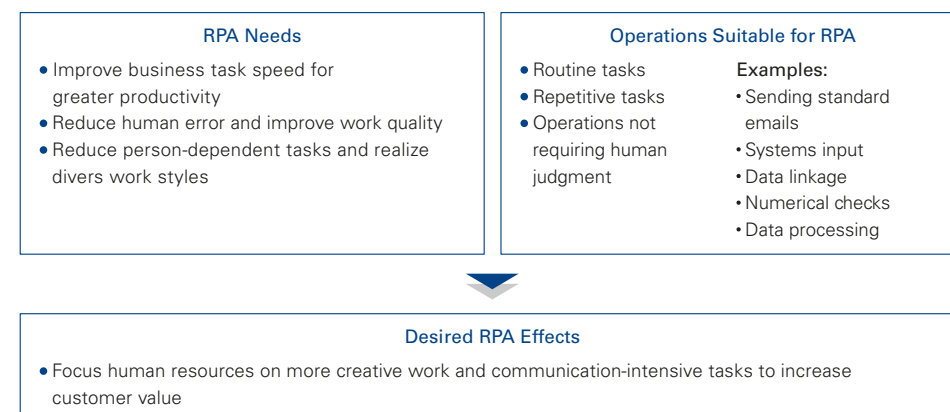 RPA Needs
• Improve business task speed for
greater productivity
• Reduce human error and improve work quality
• Reduce person-dependent tasks and realize
divers work styles
Operations Suitable for RPA
• Routine tasks
• Repetitive tasks
• Operations not
requiring human
judgment
Examples:
• Sending standard
emails
• Systems input
• Data linkage
• Numerical checks
• Data processing
Desired RPA Effects
• Focus human resources on more creative work and communication-intensive tasks to increase
customer value